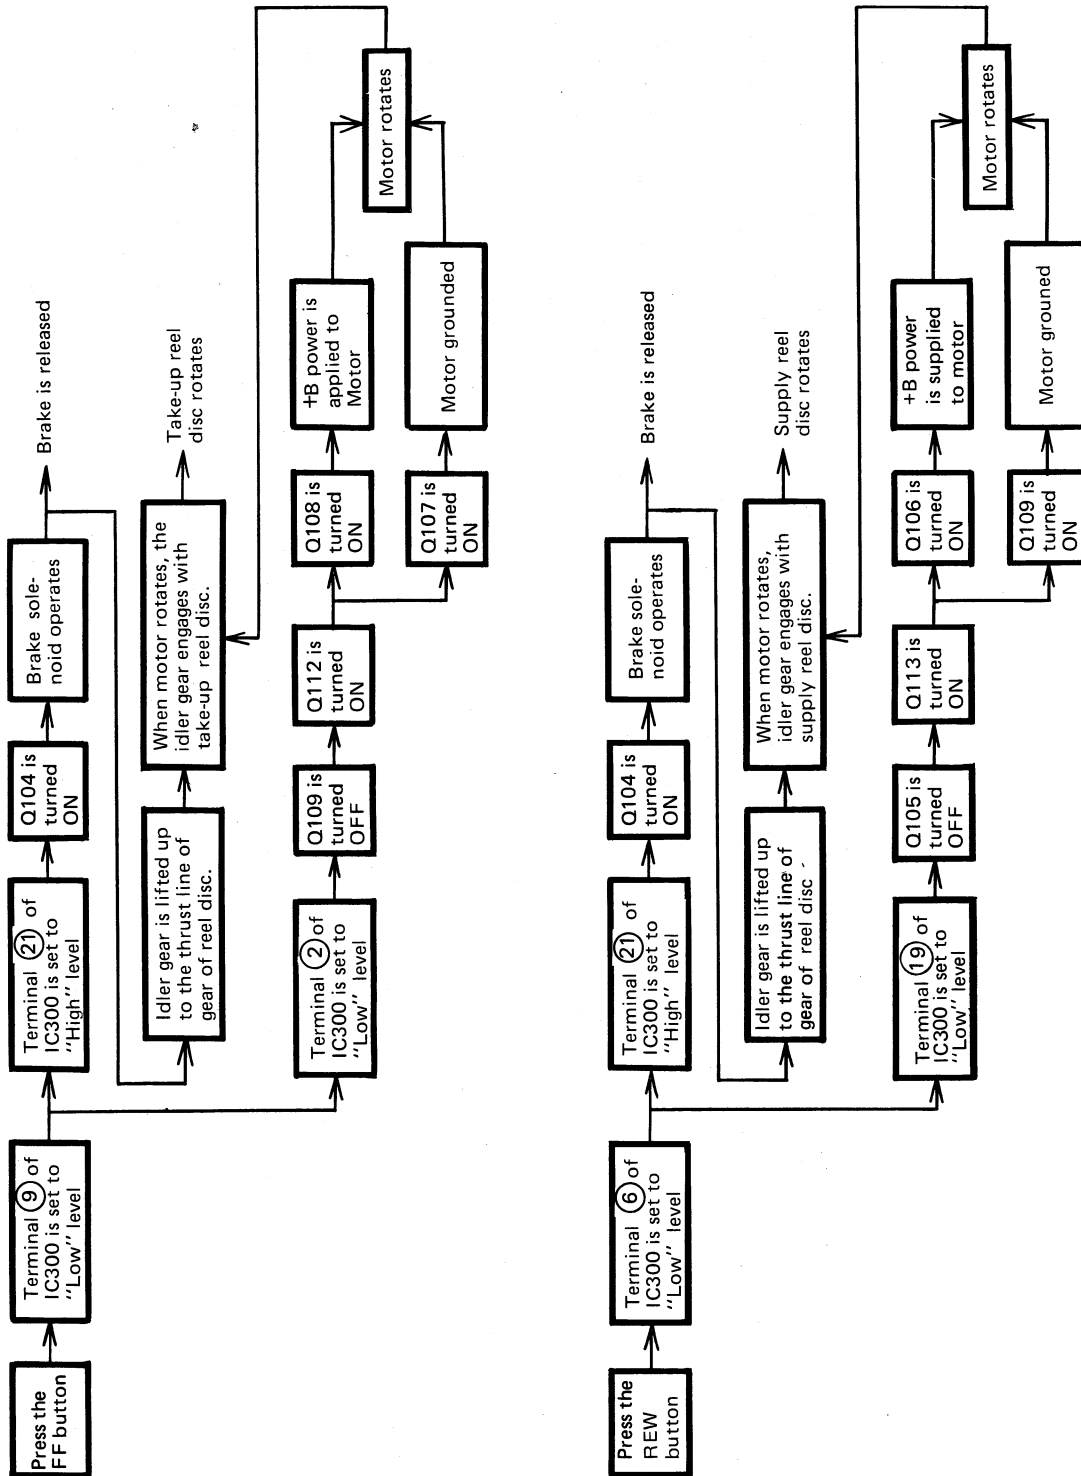 Press the
FF button
Terminal 9 of
IC300 is set to
"Low" level
Terminal 21 of
IC300 is set to
"High" level
Q104 is
turned
ON
Brake sole-
noid operates
Brake is released
Idler gear is lifted up
to the thrust line of
gear of reel disc.
When motor rotates, the
idler gear engages with
take-up reel disc.
Take-up reel
disc rotates
Terminal 2 of
IC300 is set to
"Low" level
Q109 is
turned
OFF
Q112 is
turned
ON
Q108 is
turned
ON
+B power is
applied to
Motor
Q107 is
turned
ON
Motor grounded
Motor rotates
Press the
REW
button
Terminal 6 of
IC300 is set to
"Low" level
Terminal 21 of
IC300 is set to
"High" level
Q104 is
turned
ON
Brake sole-
noid operates
Brake is released
Idler gear is lifted up
to the thrust line of
gear of reel disc
When motor rotates,
idler gear engages with
supply reel disc.
Supply reel
disc rotates
Terminal 19 of
IC300 is set to
"Low" level
Q105 is
turned
OFF
Q113 is
turned
ON
Q106 is
turned
ON
+B power
is supplied
to motor
Q109 is
turned
ON
Motor grouned
Motor rotates